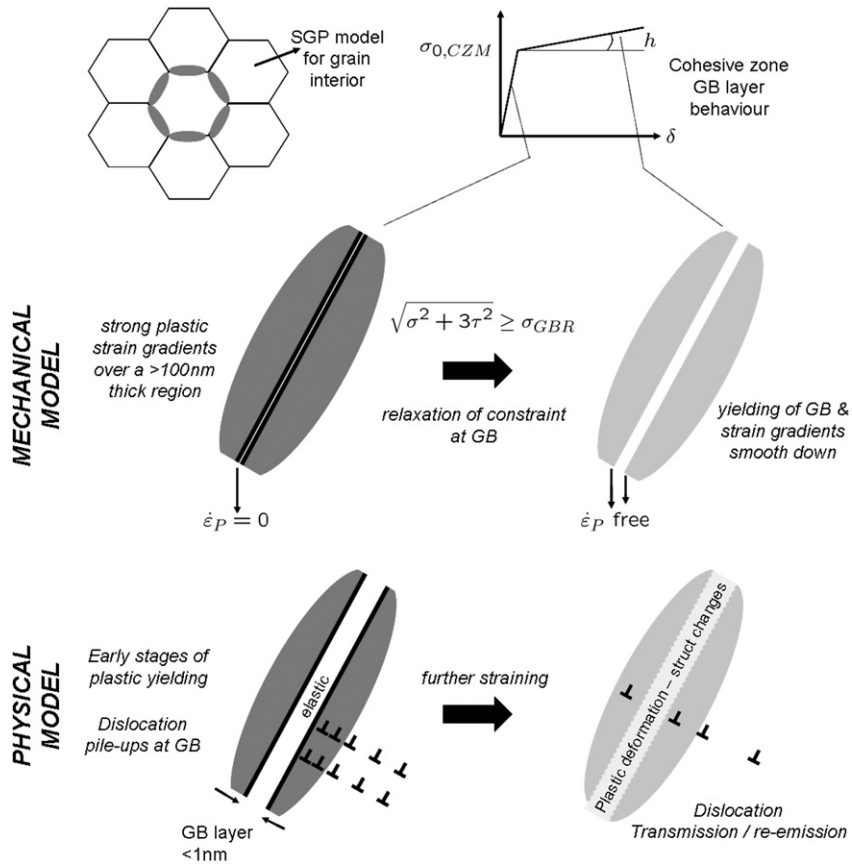 SGP model
for grain
interior
σ₀,CZM
h
Cohesive zone
GB layer
behaviour
δ
MECHANICAL
MODEL
strong plastic
strain gradients
over a >100nm
thick region
√(σ² + 3τ²) ≥ σGBR
relaxation of constraint
at GB
yielding of GB &
strain gradients
smooth down
ε̇P = 0
ε̇P free
PHYSICAL
MODEL
Early stages of
plastic yielding
Dislocation
pile-ups at GB
elastic
GB layer
<1nm
further straining
Plastic deformation – struct changes
Dislocation
Transmission / re-emission